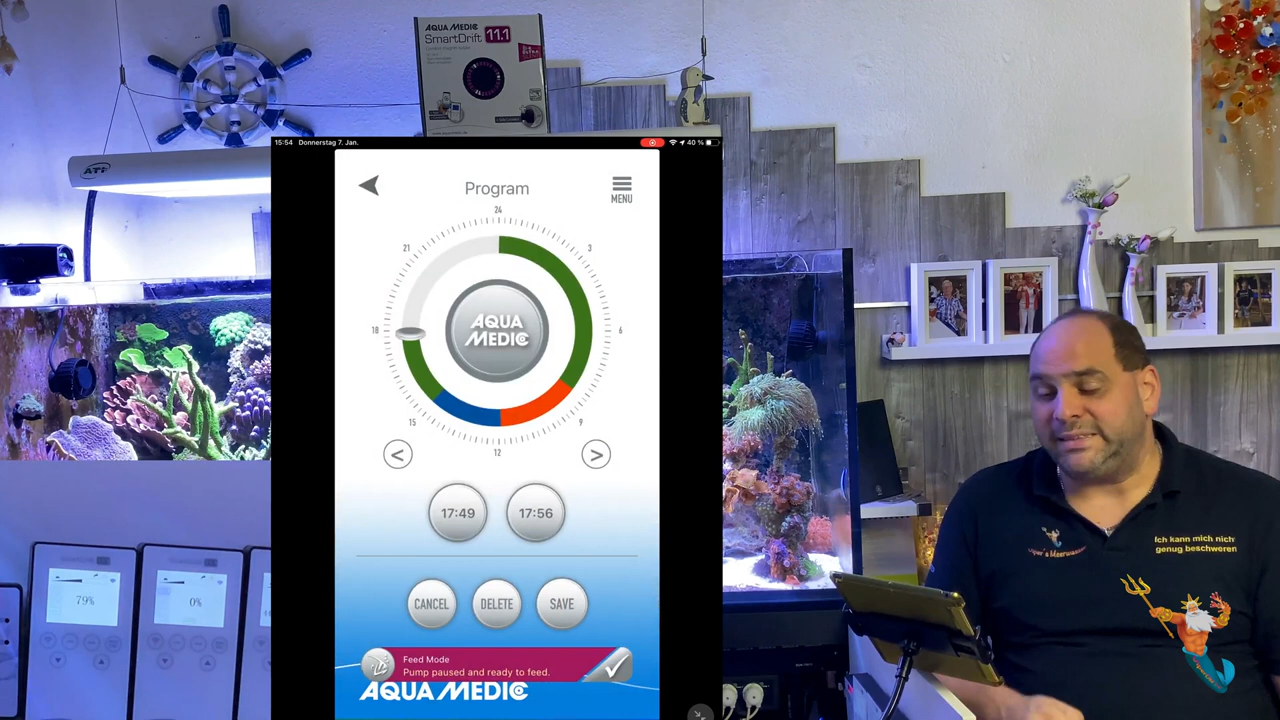 AQUA MEDIC
SmartDrift 11.1
ATI
15:54 Donnerstag 7. Jan.
40 %
Program
MENU
24
21
3
18
6
15
9
12
AQUA
MEDIC
<
>
17:49
17:56
CANCEL
DELETE
SAVE
Feed Mode
Pump paused and ready to feed.
AQUA MEDIC
79%
0%
Ich kann mich nich
genug beschweren